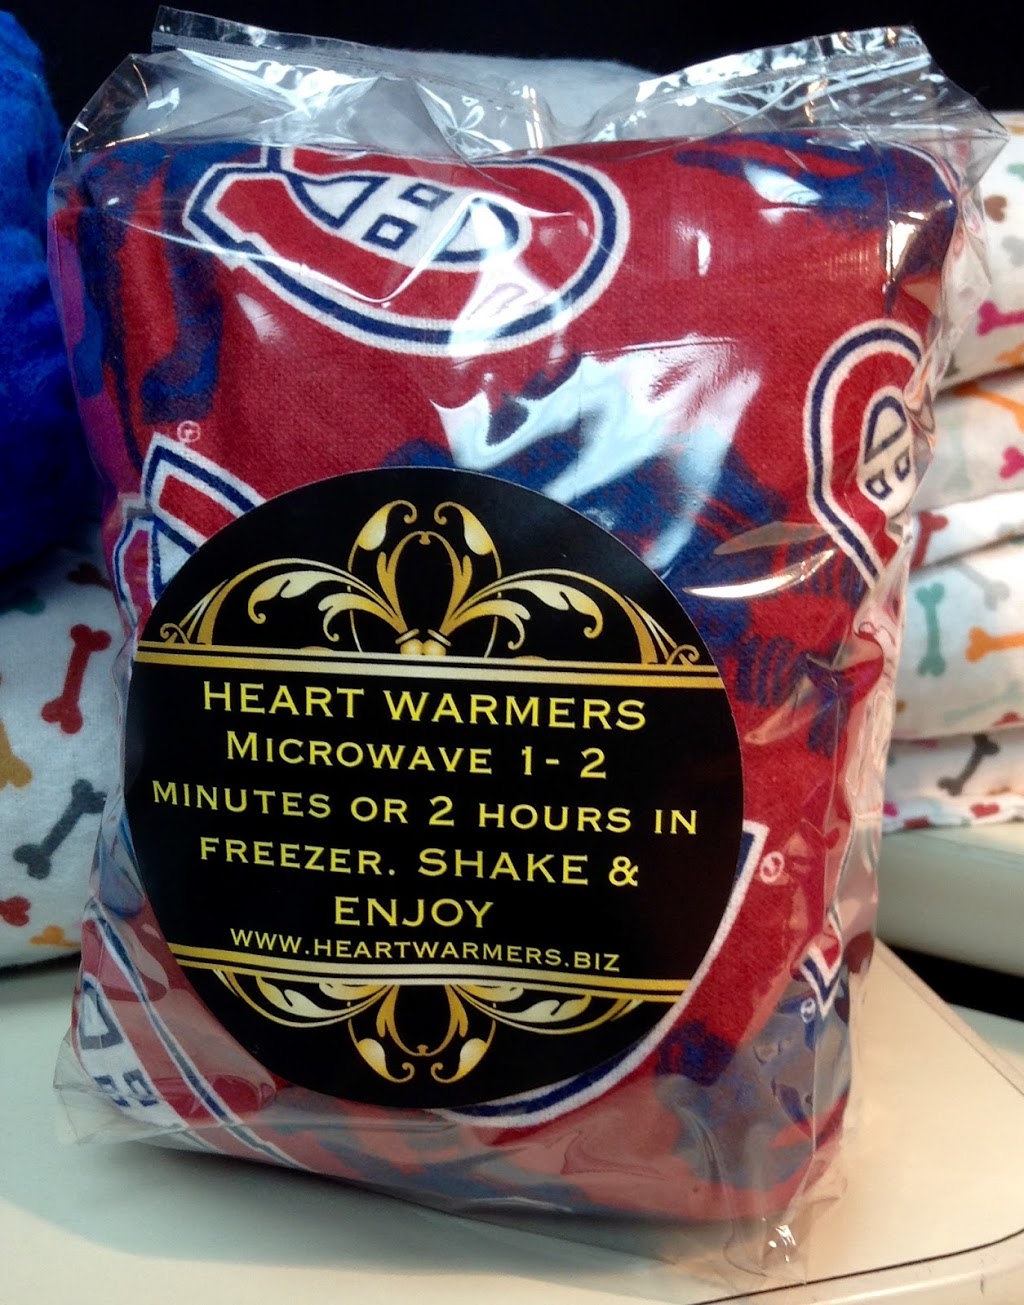 HEART WARMERS
MICROWAVE 1- 2
MINUTES OR 2 HOURS IN
FREEZER. SHAKE &
ENJOY
WWW.HEARTWARMERS.BIZ